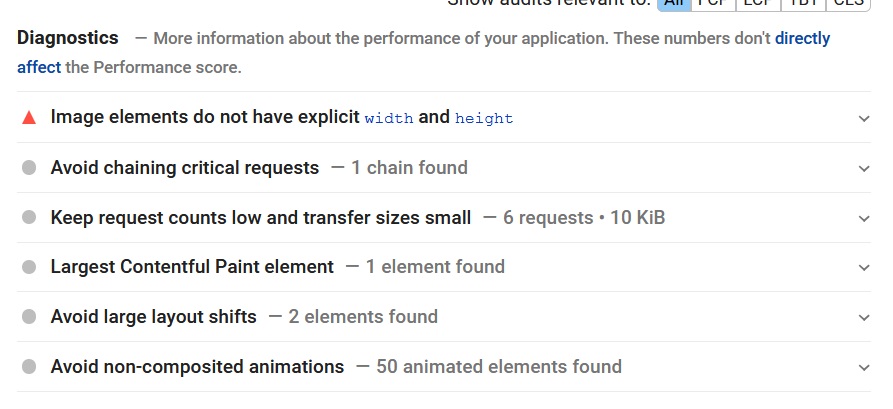 Show audits relevant to: All FCP LCP TBT CLS
Diagnostics — More information about the performance of your application. These numbers don't directly
affect the Performance score.
Image elements do not have explicit width and height
Avoid chaining critical requests — 1 chain found
Keep request counts low and transfer sizes small — 6 requests • 10 KiB
Largest Contentful Paint element — 1 element found
Avoid large layout shifts — 2 elements found
Avoid non-composited animations — 50 animated elements found